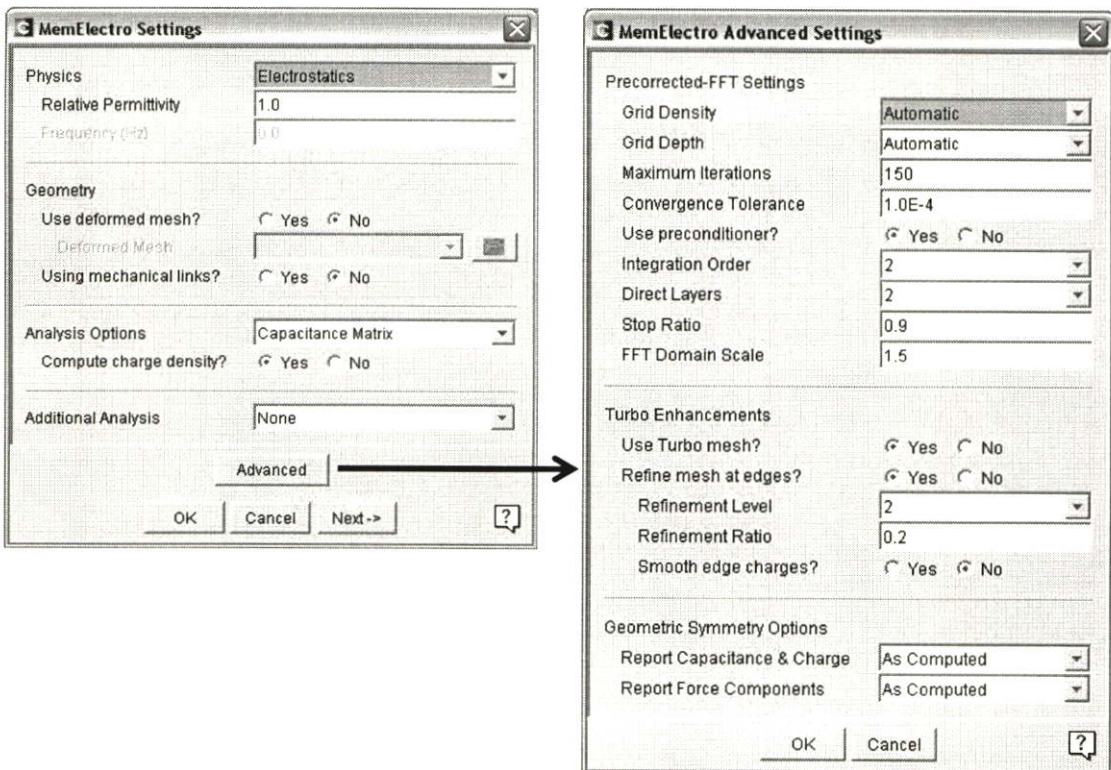 MemElectro Settings
Physics Electrostatics
Relative Permittivity 1.0
Frequency (Hz) 0.0
Geometry
Use deformed mesh? Yes No
Deformed Mesh
Using mechanical links? Yes No
Analysis Options Capacitance Matrix
Compute charge density? Yes No
Additional Analysis None
Advanced
OK Cancel Next->
?
MemElectro Advanced Settings
Precorrected-FFT Settings
Grid Density Automatic
Grid Depth Automatic
Maximum Iterations 150
Convergence Tolerance 1.0E-4
Use preconditioner? Yes No
Integration Order 2
Direct Layers 2
Stop Ratio 0.9
FFT Domain Scale 1.5
Turbo Enhancements
Use Turbo mesh? Yes No
Refine mesh at edges? Yes No
Refinement Level 2
Refinement Ratio 0.2
Smooth edge charges? Yes No
Geometric Symmetry Options
Report Capacitance & Charge As Computed
Report Force Components As Computed
OK Cancel
?